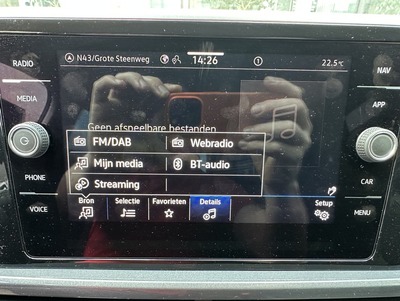 N43/Grote Steenweg 14:26 1 22.5°C
RADIO
NAV
MEDIA
APP
Geen afspeelbare bestanden
FM/DAB Webradio
Mijn media BT-audio
Streaming
PHONE
CAR
Bron Selectie Favorieten Details Setup
VOICE
MENU